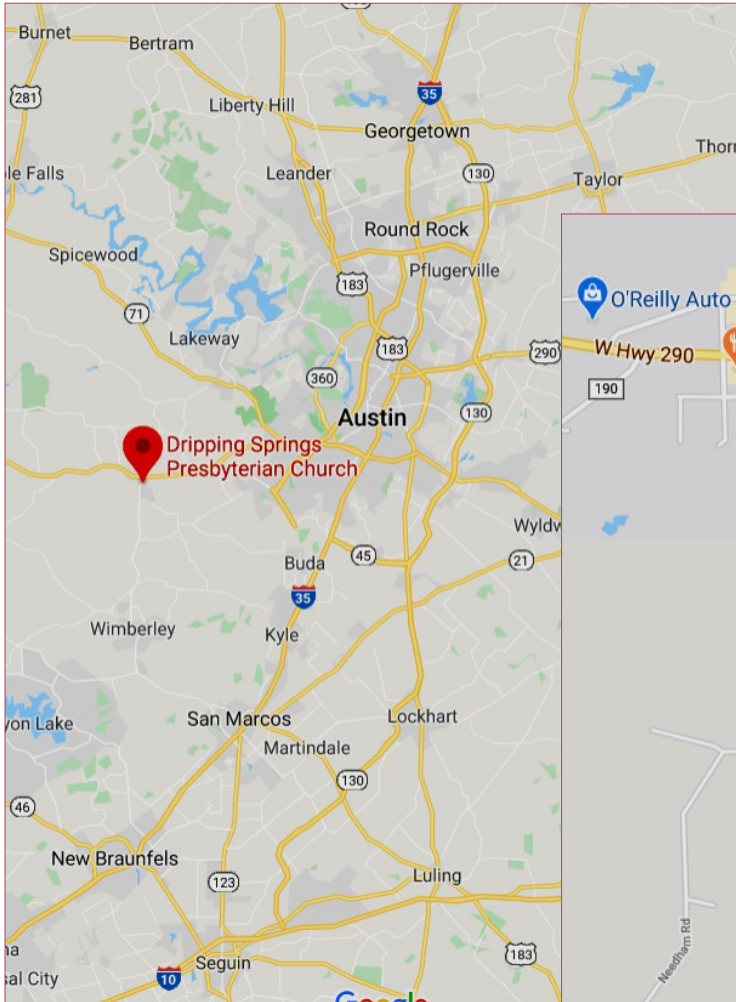 Burnet
Bertram
281
35
Liberty Hill
Georgetown
Thorn
ble Falls
Leander
130
Taylor
Round Rock
Spicewood
Pflugerville
183
71
Lakeway
183
290
360
Austin
130
Dripping Springs
Presbyterian Church
Wyldw
45
21
Buda
35
Wimberley
Kyle
yon Lake
San Marcos
Lockhart
Martindale
130
46
New Braunfels
123
Luling
na
183
sal City
10
Seguin
Google
O'Reilly Auto
W Hwy 290
190
Needham Rd